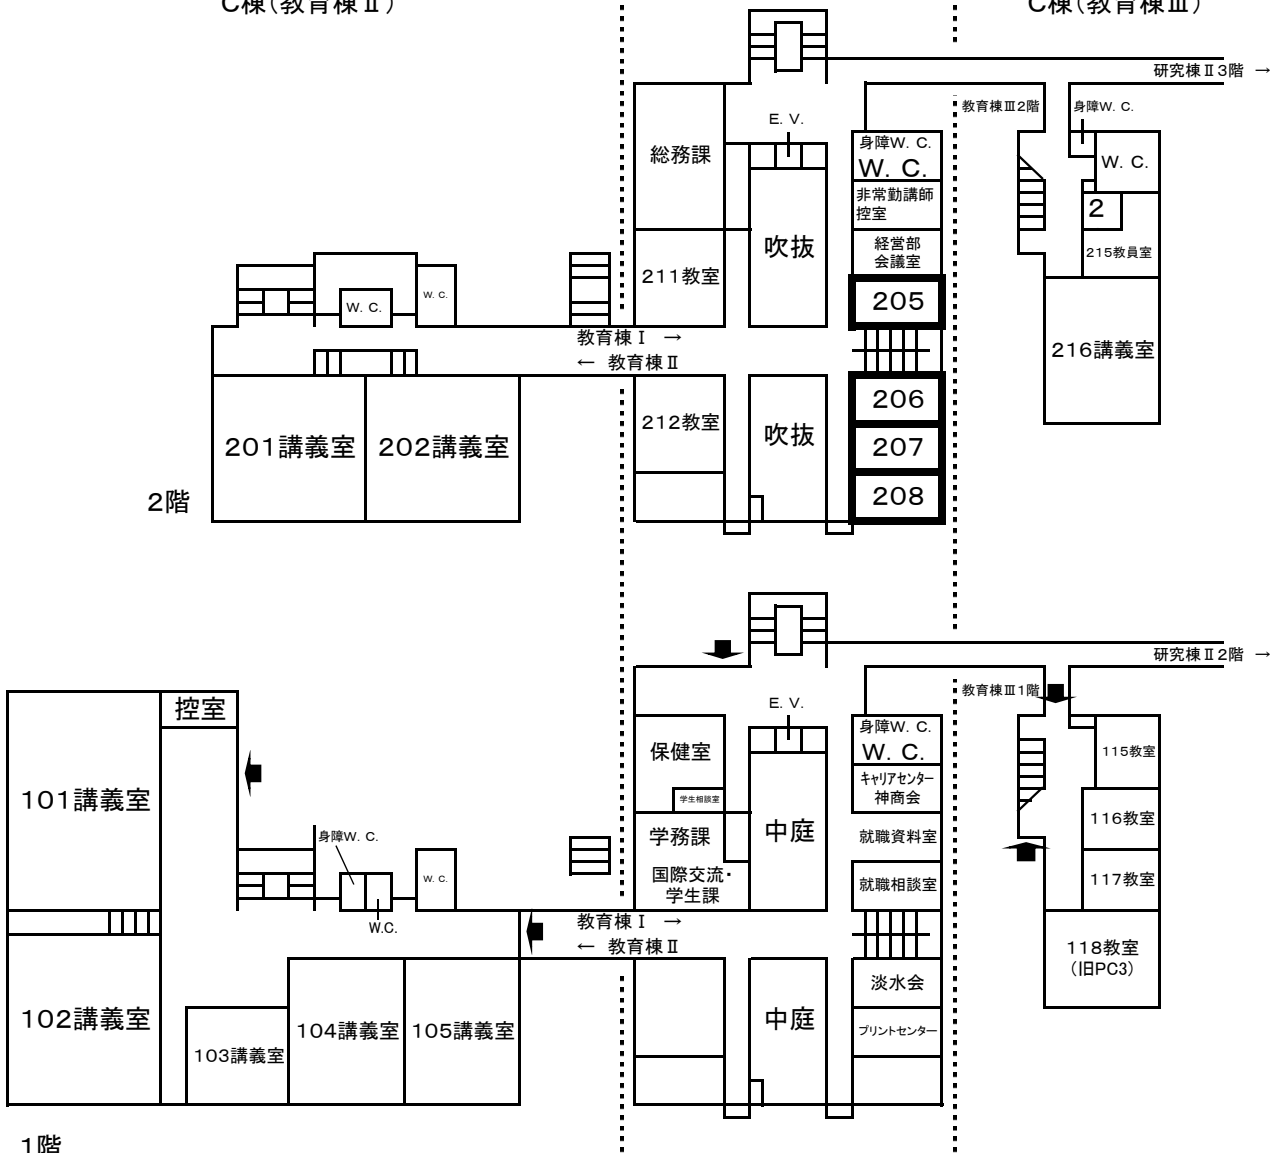 C棟（教育棟Ⅱ）
C棟（教育棟Ⅲ）
研究棟Ⅱ3階 →
教育棟Ⅲ2階
身障W. C.
E. V.
総務課
身障W. C.
W. C.
W. C.
非常勤講師
控室
2
吹抜
経営部
会議室
215教員室
211教室
W. C.
W. C.
205
教育棟Ⅰ →
← 教育棟Ⅱ
216講義室
206
212教室
吹抜
201講義室
202講義室
207
2階
208
研究棟Ⅱ2階 →
教育棟Ⅲ1階
控室
E. V.
身障W. C.
W. C.
保健室
115教室
キャリアセンター
神商会
101講義室
学生相談室
116教室
中庭
学務課
就職資料室
身障W. C.
国際交流・
学生課
W. C.
就職相談室
117教室
W.C.
教育棟Ⅰ →
← 教育棟Ⅱ
118教室
（旧PC3）
淡水会
102講義室
中庭
104講義室
105講義室
プリントセンター
103講義室
1階